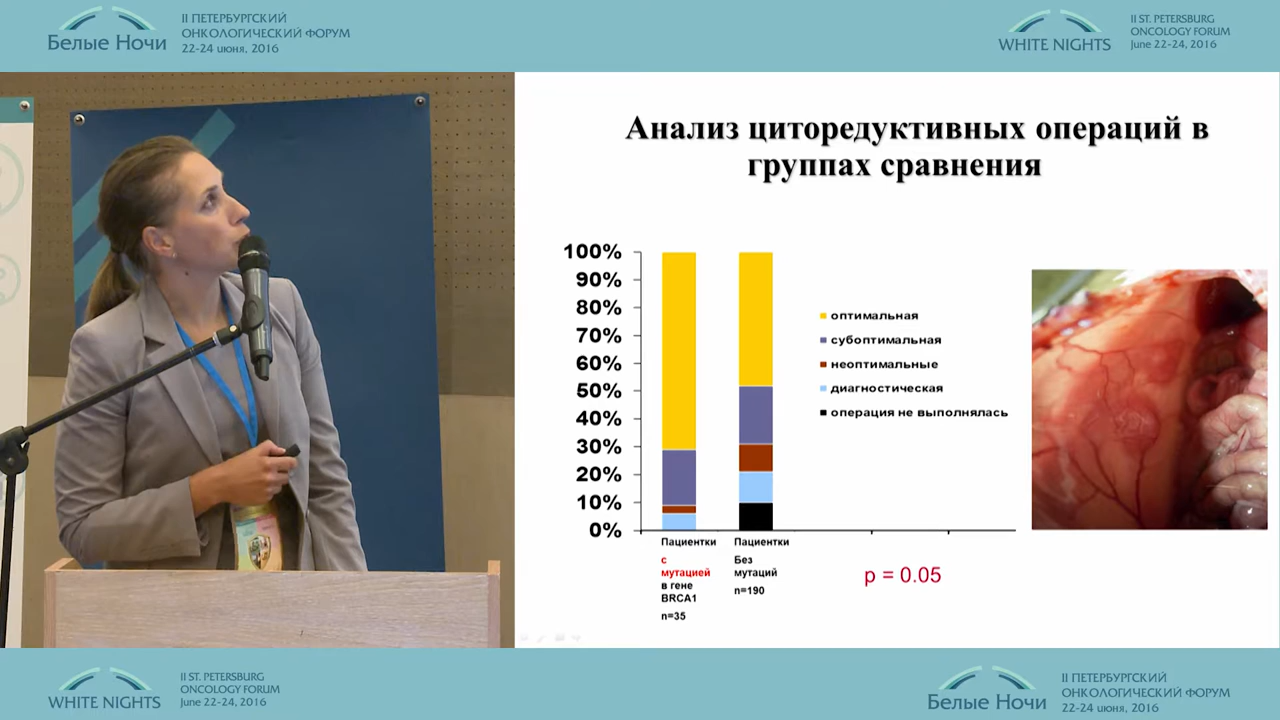 Белые Ночи
II ПЕТЕРБУРГСКИЙ
ОНКОЛОГИЧЕСКИЙ ФОРУМ
22-24 июня, 2016
WHITE NIGHTS
II ST. PETERSBURG
ONCOLOGY FORUM
June 22-24, 2016
Анализ циторедуктивных операций в
группах сравнения
100%
90%
80%
70%
60%
50%
40%
30%
20%
10%
0%
оптимальная
субоптимальная
неоптимальные
диагностическая
операция не выполнялась
Пациентки
с
мутацией
в гене
BRCA1
n=35
Пациентки
Без
мутаций
n=190
p = 0.05
WHITE NIGHTS
II ST. PETERSBURG
ONCOLOGY FORUM
June 22-24, 2016
Белые Ночи
II ПЕТЕРБУРГСКИЙ
ОНКОЛОГИЧЕСКИЙ ФОРУМ
22-24 июня, 2016